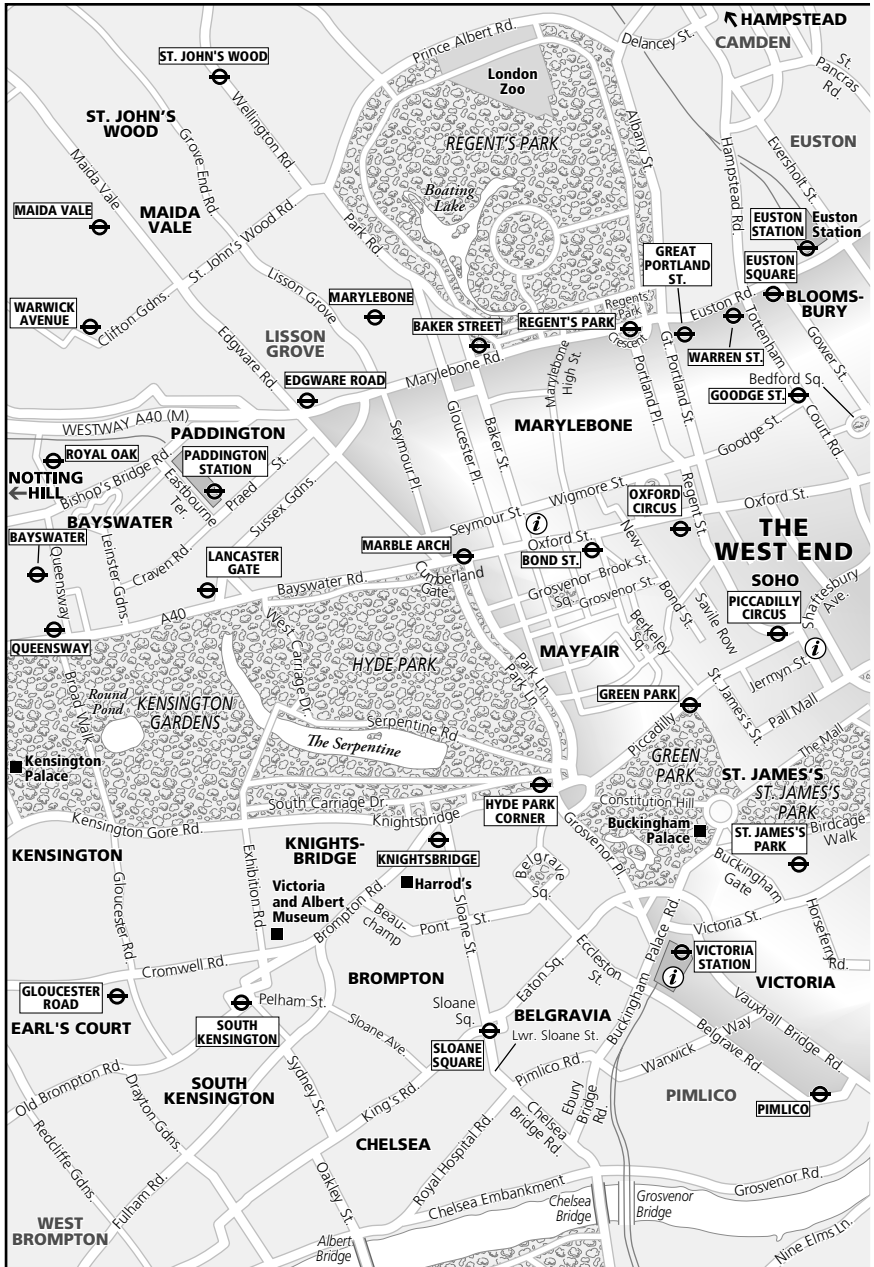 HAMPSTEAD
CAMDEN
Delancey St.
St.
Pancras
Rd.
Prince Albert Rd.
ST. JOHN'S WOOD
London
Zoo
ST. JOHN'S
WOOD
Wellington Rd.
Grove-End Rd.
REGENT'S PARK
Albany St.
Hampstead Rd.
Eversholt St.
EUSTON
Maida Vale
Boating
Lake
MAIDA VALE
MAIDA
VALE
St. John's Wood Rd.
Park Rd.
EUSTON
STATION
Euston
Station
GREAT
PORTLAND
ST.
EUSTON
SQUARE
WARWICK
AVENUE
Clifton Gdns.
Lisson Grove
MARYLEBONE
LISSON
GROVE
BAKER STREET
REGENT'S PARK
Regents'
Park
Crescent
Euston Rd.
BLOOMS-
BURY
WARREN ST.
Edgware Rd.
EDGWARE ROAD
Marylebone Rd.
Marylebone
High St.
Portland Pl.
Gt. Portland St.
Tottenham
Court Rd
Gower St.
Bedford Sq.
GOODGE ST.
WESTWAY A40 (M)
PADDINGTON
MARYLEBONE
Goodge St.
ROYAL OAK
PADDINGTON
STATION
Seymour Pl.
Gloucester Pl.
Baker St.
NOTTING
HILL
Bishop's Bridge Rd.
Eastbourne
Ter.
Praed St.
Sussex Gdns.
Wigmore St.
OXFORD
CIRCUS
Regent St.
Oxford St.
BAYSWATER
BAYSWATER
Queensway
Leinster Gdns.
Craven Rd.
LANCASTER
GATE
Seymour St.
i
MARBLE ARCH
Oxford St.
BOND ST.
New
Bond St.
THE
WEST END
Cumberland
Gate
Bayswater Rd.
A40
Grosvenor
Sq.
Brook St.
Grosvenor St.
SOHO
PICCADILLY
CIRCUS
Shaftesbury
Ave.
QUEENSWAY
West Carriage Dr.
HYDE PARK
Park Ln.
Park Ln.
MAYFAIR
Berkeley
Sq.
Savile Row
i
Jermyn St.
Broad Walk
Round
Pond
KENSINGTON
GARDENS
GREEN PARK
St. James's St.
Pall Mall
Serpentine Rd
The Serpentine
Piccadilly
The Mall
Kensington
Palace
GREEN
PARK
ST. JAMES'S
ST. JAMES'S
PARK
South Carriage Dr.
HYDE PARK
CORNER
Constitution Hill
Kensington Gore Rd.
Knightsbridge
Grosvenor Pl.
Buckingham
Palace
Birdcage
Walk
ST. JAMES'S
PARK
KENSINGTON
KNIGHTS-
BRIDGE
KNIGHTSBRIDGE
Belgrave
Sq.
Buckingham
Gate
Gloucester Rd.
Exhibition Rd.
Victoria
and Albert
Museum
Brompton Rd.
Harrod's
Sloane St.
Beau-
champ
Pont St.
Victoria St.
Horseferry
Rd.
Cromwell Rd.
Eccleston
St.
Buckingham Palace Rd.
VICTORIA
STATION
i
VICTORIA
BROMPTON
Eaton Sq.
GLOUCESTER
ROAD
Pelham St.
Sloane
Sq.
BELGRAVIA
EARL'S COURT
SOUTH
KENSINGTON
Sloane Ave.
SLOANE
SQUARE
Lwr. Sloane St.
Vauxhall Bridge Rd.
Belgrave Rd.
Warwick Way
Old Brompton Rd.
SOUTH
KENSINGTON
Sydney St.
King's Rd.
Pimlico Rd.
Ebury
Bridge
Rd.
PIMLICO
PIMLICO
Drayton Gdns.
Redcliffe Gdns.
CHELSEA
Royal Hospital Rd.
Chelsea
Bridge Rd.
Fulham Rd.
Oakley St.
Chelsea Embankment
Grosvenor Rd.
WEST
BROMPTON
Albert
Bridge
Chelsea
Bridge
Grosvenor
Bridge
Nine Elms Ln.